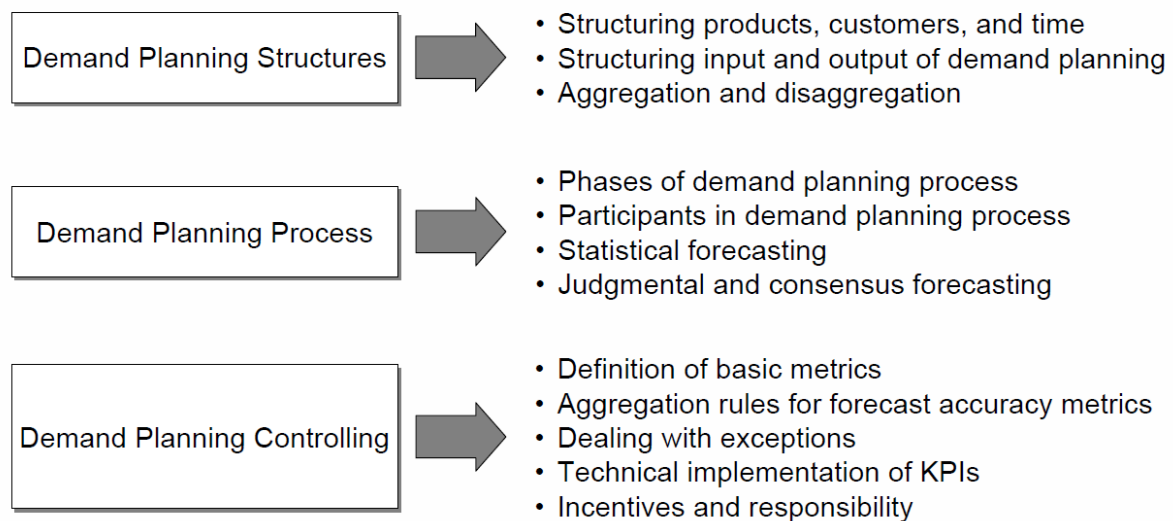 Demand Planning Structures
• Structuring products, customers, and time
• Structuring input and output of demand planning
• Aggregation and disaggregation
Demand Planning Process
• Phases of demand planning process
• Participants in demand planning process
• Statistical forecasting
• Judgmental and consensus forecasting
Demand Planning Controlling
• Definition of basic metrics
• Aggregation rules for forecast accuracy metrics
• Dealing with exceptions
• Technical implementation of KPIs
• Incentives and responsibility